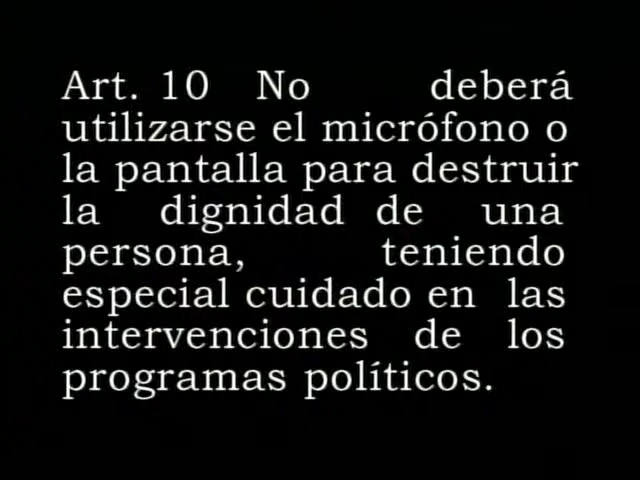 Art. 10 No deberá
utilizarse el micrófono o
la pantalla para destruir
la dignidad de una
persona, teniendo
especial cuidado en las
intervenciones de los
programas políticos.